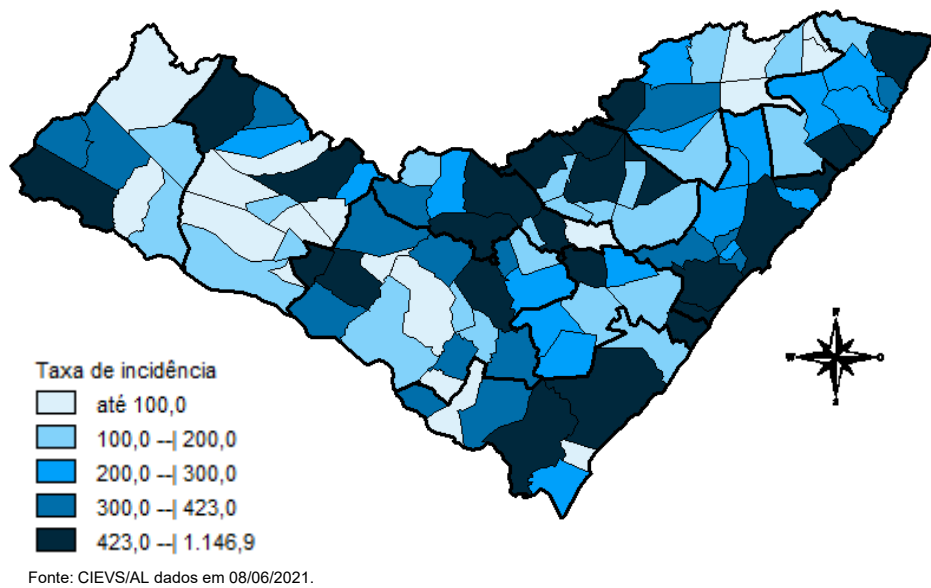 Taxa de incidência
até 100,0
100,0 --| 200,0
200,0 --| 300,0
300,0 --| 423,0
423,0 --| 1.146,9
Fonte: CIEVS/AL dados em 08/06/2021.